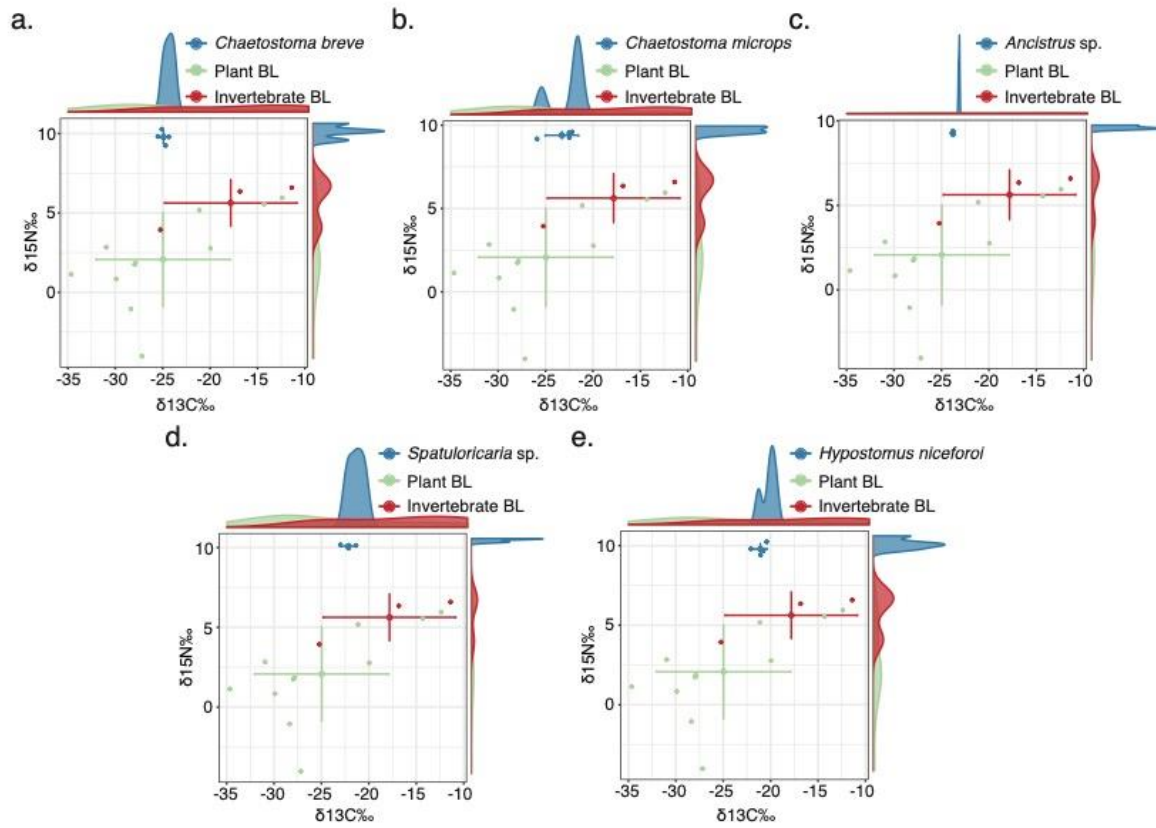 a.
Chaetostoma breve
Plant BL
Invertebrate BL
10
5
0
δ15N‰
-35 -30 -25 -20 -15 -10
δ13C‰
b.
Chaetostoma microps
Plant BL
Invertebrate BL
10
5
0
δ15N‰
-35 -30 -25 -20 -15 -10
δ13C‰
c.
Ancistrus sp.
Plant BL
Invertebrate BL
10
5
0
δ15N‰
-35 -30 -25 -20 -15 -10
δ13C‰
d.
Spatuloricaria sp.
Plant BL
Invertebrate BL
10
5
0
δ15N‰
-35 -30 -25 -20 -15 -10
δ13C‰
e.
Hypostomus niceforoi
Plant BL
Invertebrate BL
10
5
0
δ15N‰
-35 -30 -25 -20 -15 -10
δ13C‰